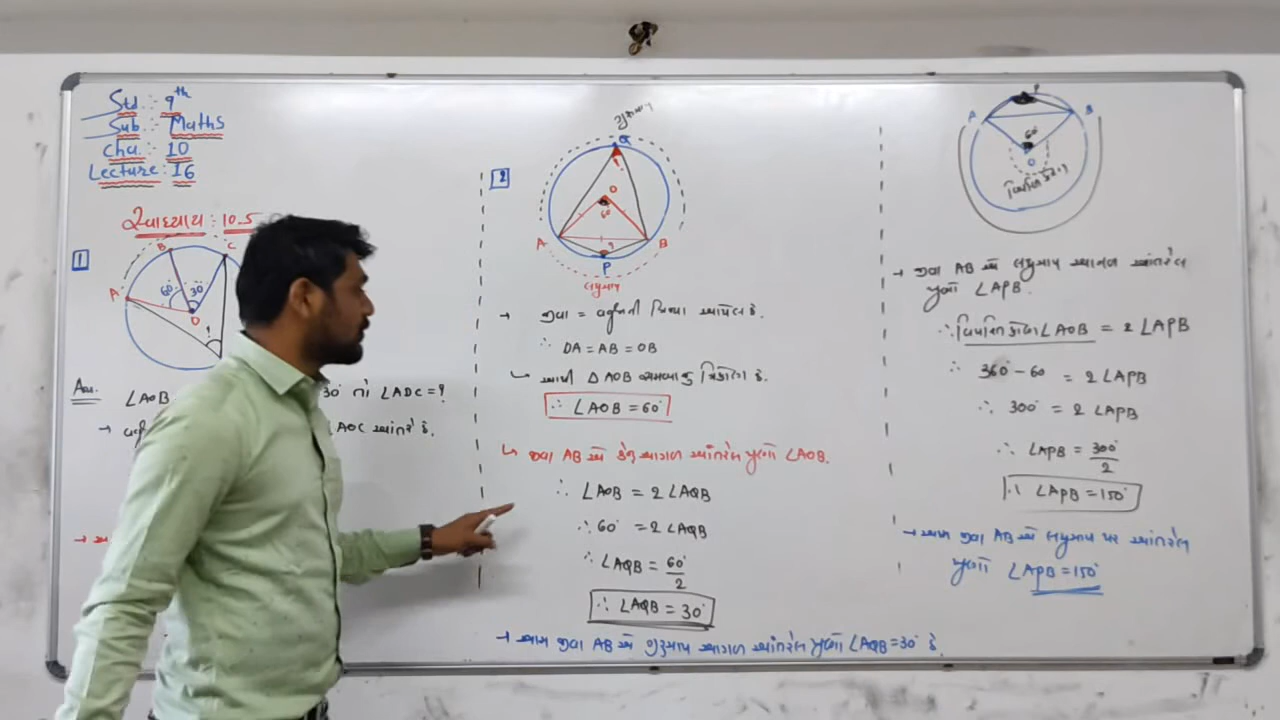 Std : 9th
Sub : Maths
Cha : 10
Lecture : 16
સ્વાધ્યાય : 10.5
1
B
C
A
60°
30°
O
?
Ans.
∠AOB
30° તો ∠ADC = ?
∠AOC આંતરે છે.
2
ગુરુચાપ
Q
?
O
60°
A
B
?
P
લઘુચાપ
→ જીવા = વર્તુળની ત્રિજ્યા આપેલ છે.
∴ OA = AB = OB
આથી △AOB સમબાજુ ત્રિકોણ છે.
∴ ∠AOB = 60°
જીવા AB એ કેન્દ્ર આગળ આંતરેલ ખૂણો ∠AOB.
∴ ∠AOB = 2 ∠AQB
∴ 60° = 2 ∠AQB
∴ ∠AQB = 60°/2
∴ ∠AQB = 30°
→ આમ જીવા AB એ ગુરુચાપ આગળ આંતરેલ ખૂણો ∠AQB = 30° છે.
P
A
B
60°
O
→ જીવા AB એ લઘુચાપ આગળ આંતરેલ
ખૂણો ∠APB.
∴ ∠AOB = 2 ∠APB
∴ 360° - 60 = 2 ∠APB
∴ 300° = 2 ∠APB
∴ ∠APB = 300°/2
∴ ∠APB = 150°
→ આમ જીવા AB એ લઘુચાપ પર આંતરેલ
ખૂણો ∠APB = 150°